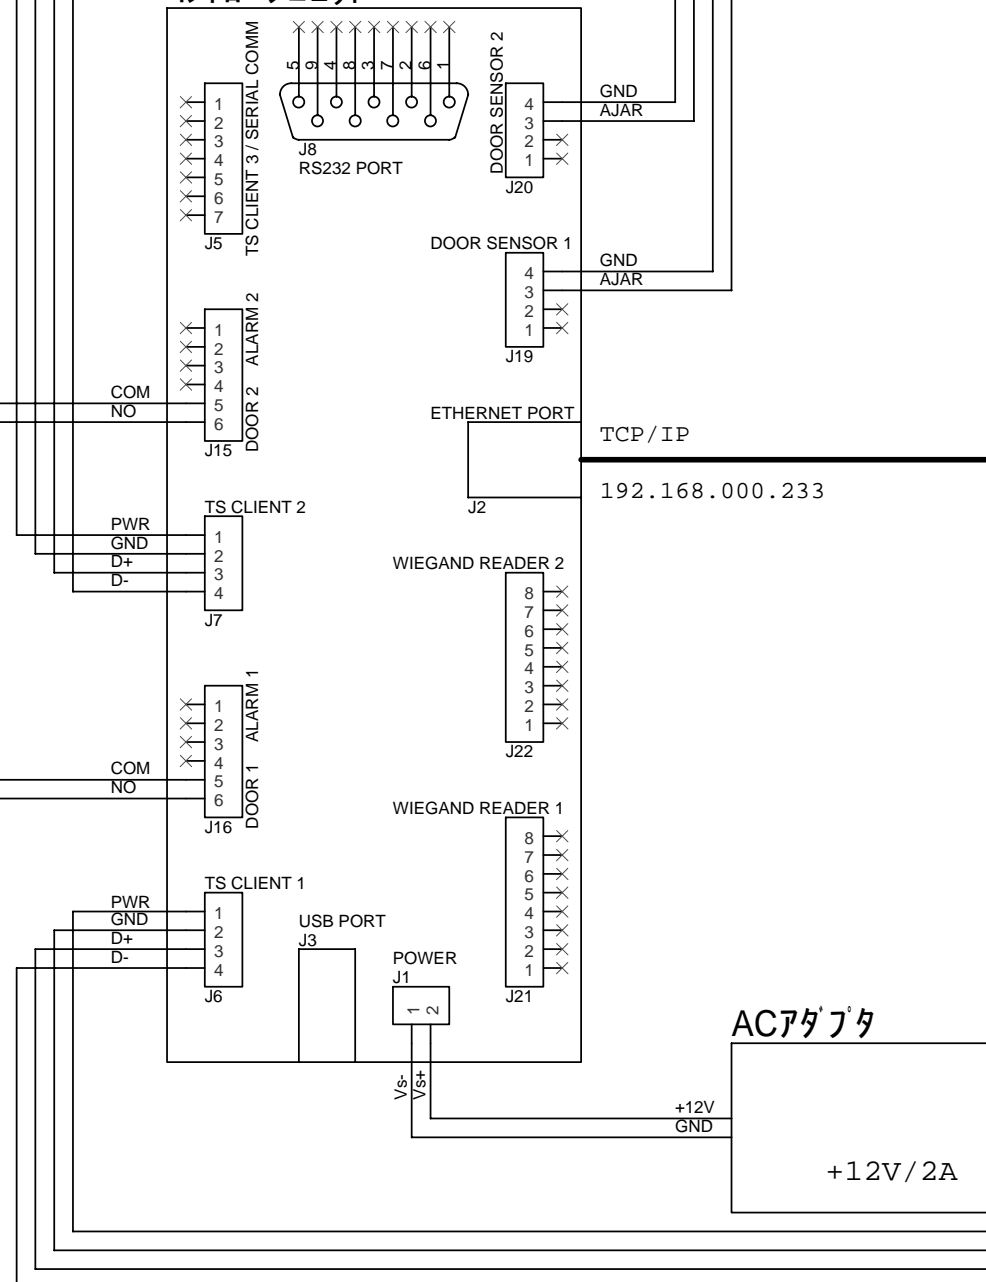 5 9 4 8 3 7 2 6 1
J8
RS232 PORT
TS CLIENT 3 / SERIAL COMM
1
2
3
4
5
6
7
J5
DOOR SENSOR 2
4
3
2
1
J20
GND
AJAR
DOOR SENSOR 1
4
3
2
1
J19
GND
AJAR
ALARM 2
DOOR 2
1
2
3
4
5
6
J15
COM
NO
ETHERNET PORT
J2
TCP/IP
192.168.000.233
TS CLIENT 2
1
2
3
4
J7
PWR
GND
D+
D-
WIEGAND READER 2
8
7
6
5
4
3
2
1
J22
ALARM 1
DOOR 1
1
2
3
4
5
6
J16
COM
NO
WIEGAND READER 1
8
7
6
5
4
3
2
1
J21
TS CLIENT 1
1
2
3
4
J6
PWR
GND
D+
D-
USB PORT
J3
POWER
J1
1 2
Vs-
Vs+
ACアダプタ
+12V
GND
+12V/2A